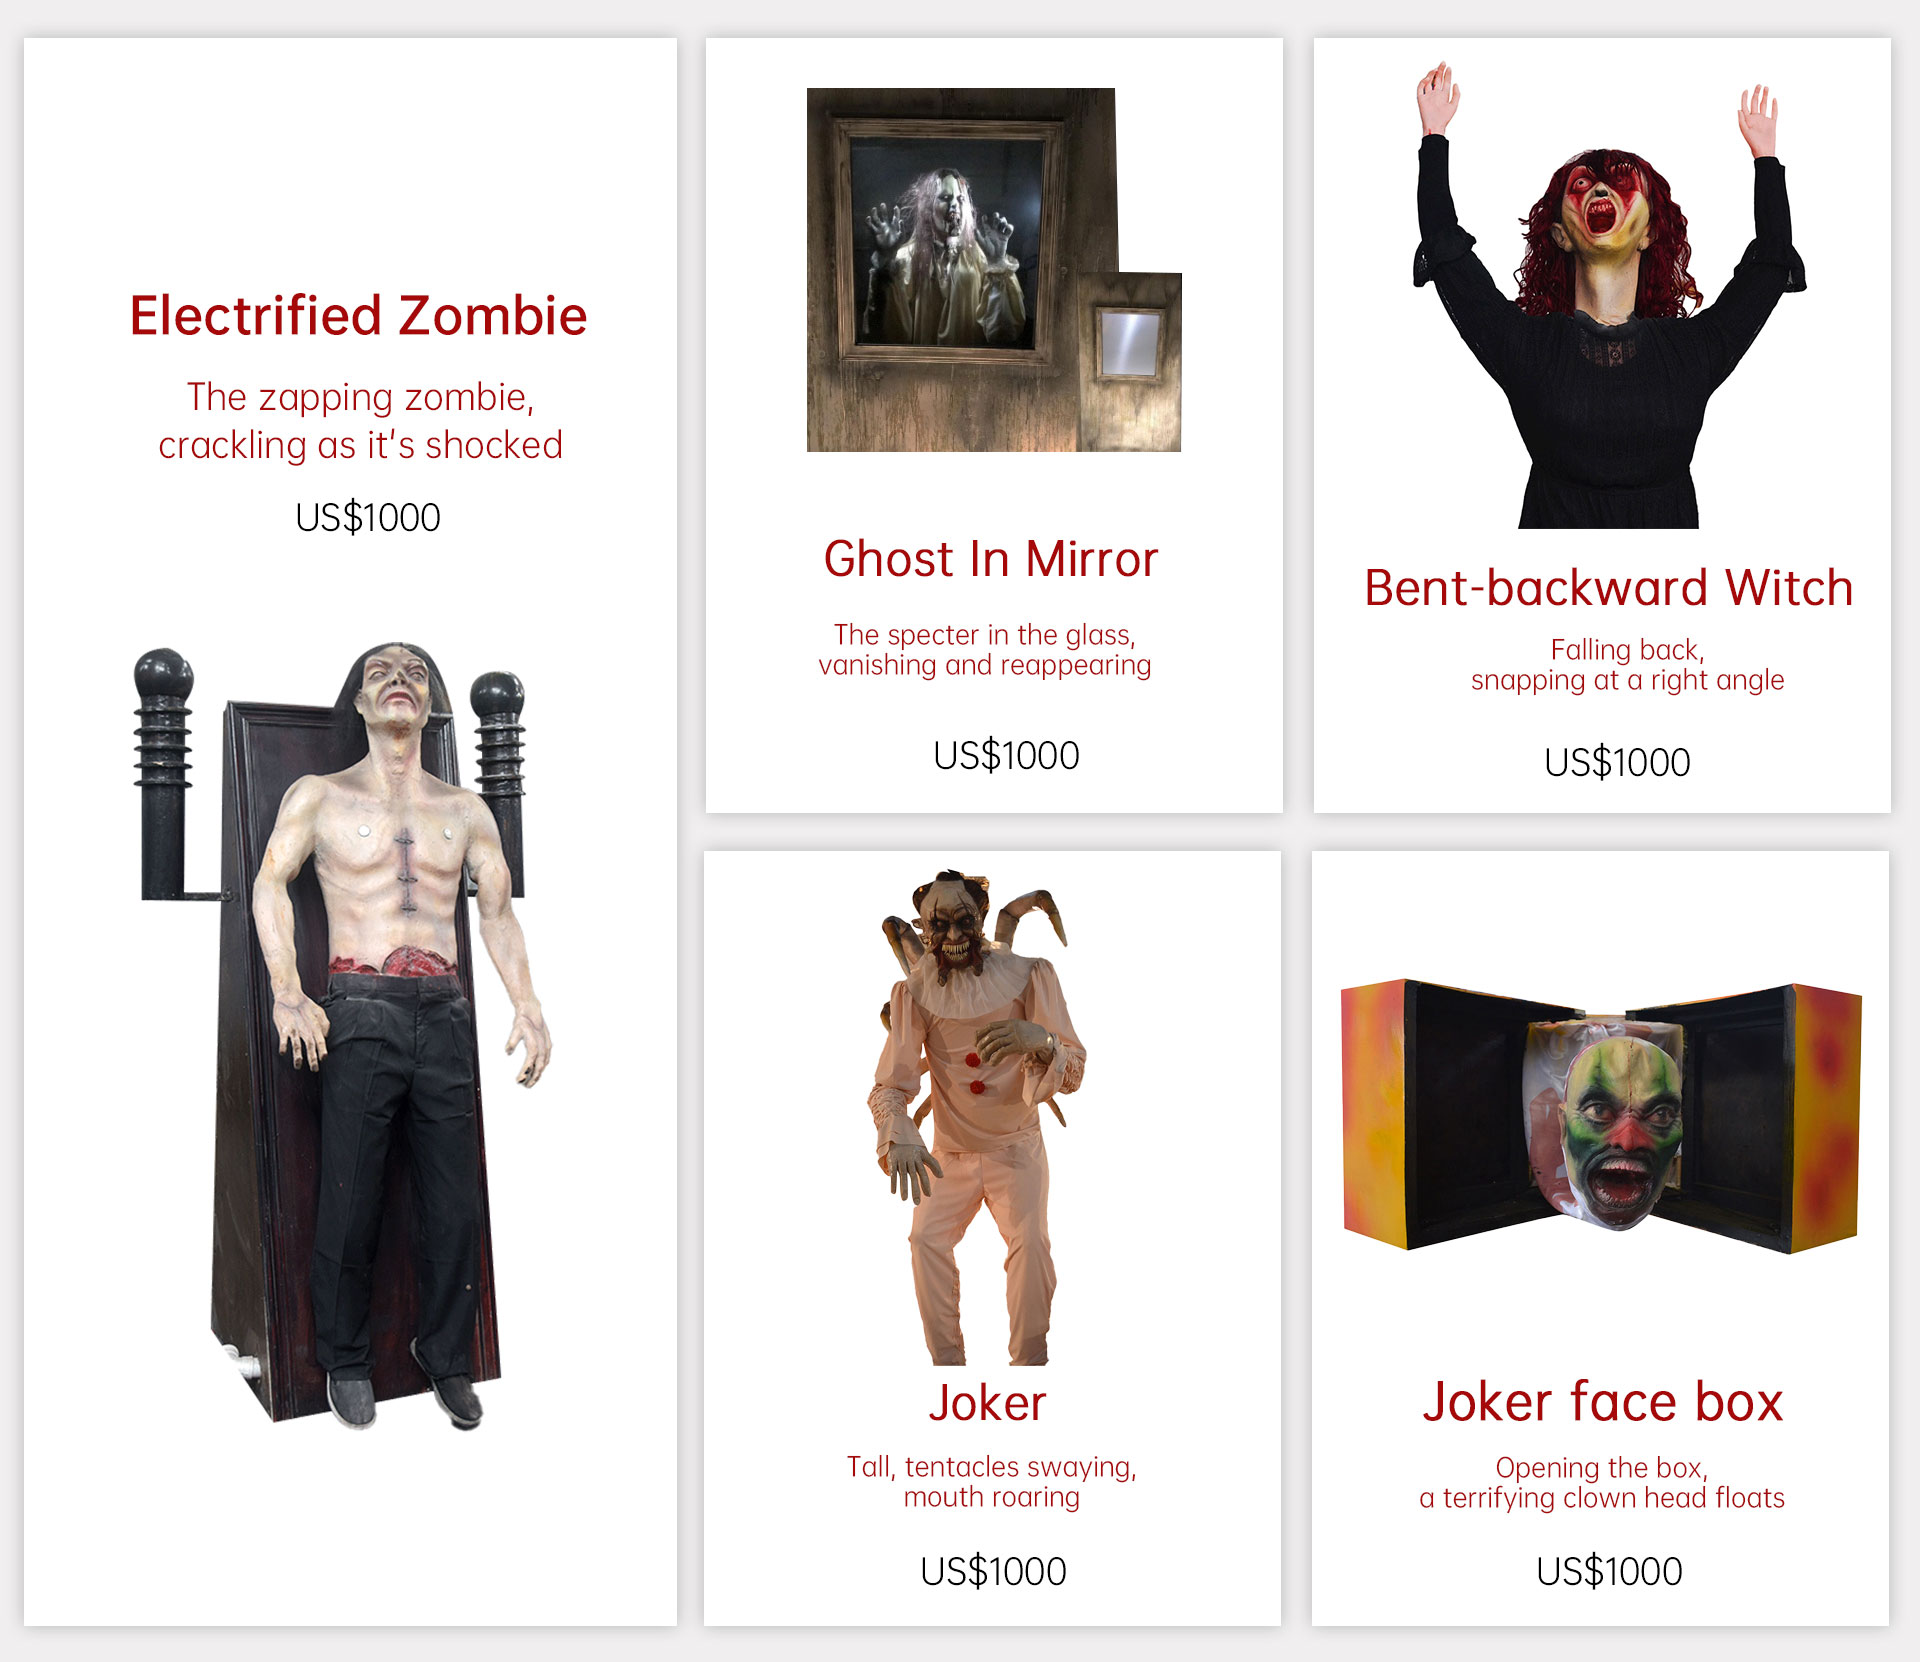 Electrified Zombie
The zapping zombie,
crackling as it's shocked
US$1000
Ghost In Mirror
The specter in the glass,
vanishing and reappearing
US$1000
Bent-backward Witch
Falling back,
snapping at a right angle
US$1000
Joker
Tall, tentacles swaying,
mouth roaring
US$1000
Joker face box
Opening the box,
a terrifying clown head floats
US$1000